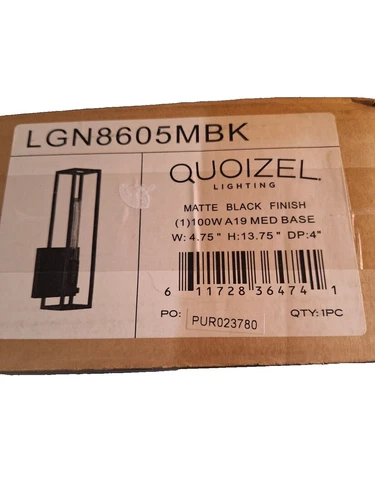 LGN8605MBK
QUOIZEL
LIGHTING
MATTE BLACK FINISH
(1)100W A19 MED BASE
W: 4.75" H:13.75" DP:4"
6 11728 36474 1
PO: PUR023780 QTY:1PC